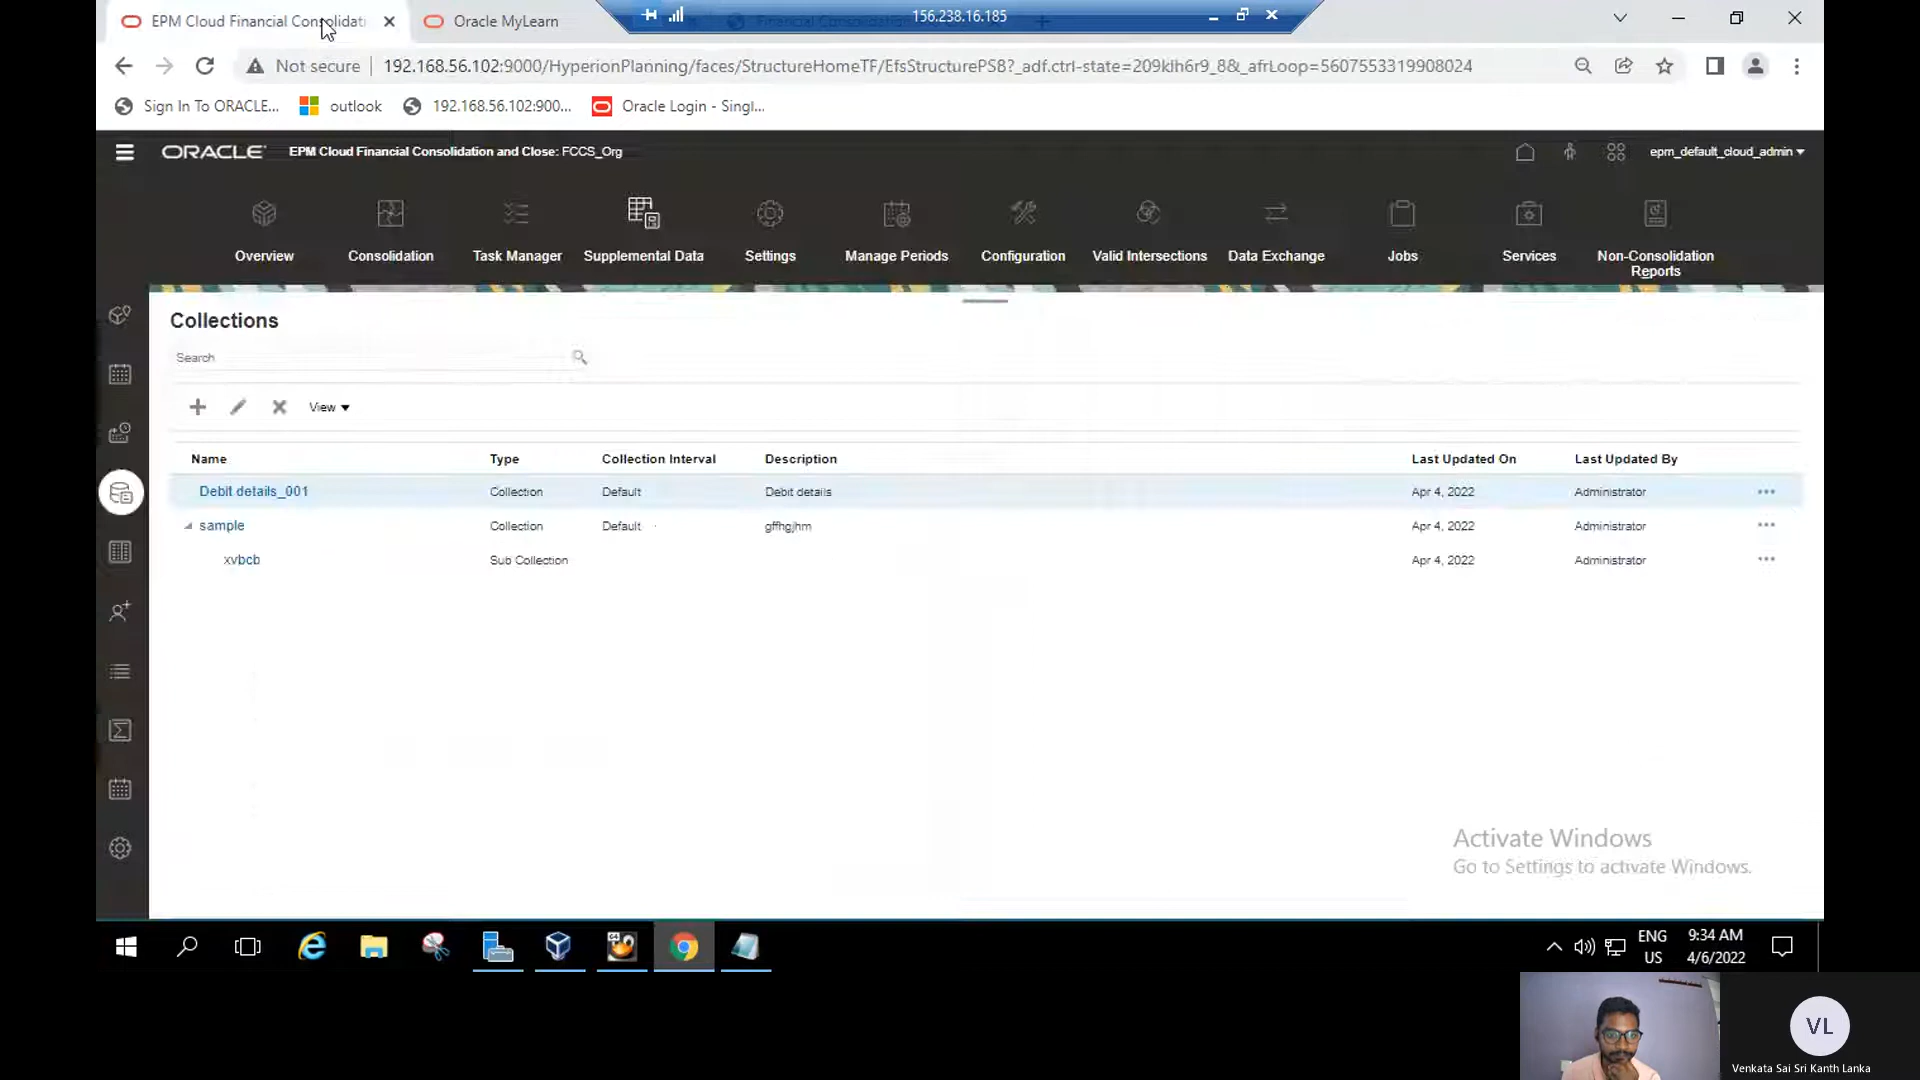 EPM Cloud Financial Consolidati
Oracle MyLearn
156.238.16.185
Not secure
192.168.56.102:9000/HyperionPlanning/faces/StructureHomeTF/EfsStructurePS8?_adf.ctrl-state=209klh6r9_8&_afrLoop=5607553319908024
Sign In To ORACLE...
outlook
192.168.56.102:900...
Oracle Login - Singl...
ORACLE
EPM Cloud Financial Consolidation and Close: FCCS_Org
epm_default_cloud_admin
Overview
Consolidation
Task Manager
Supplemental Data
Settings
Manage Periods
Configuration
Valid Intersections
Data Exchange
Jobs
Services
Non-Consolidation
Reports
Collections
Search
View
Name Type Collection Interval Description Last Updated On Last Updated By
Debit details_001 Collection Default Debit details Apr 4, 2022 Administrator
sample Collection Default gffhgjhm Apr 4, 2022 Administrator
xvbcb Sub Collection Apr 4, 2022 Administrator
Activate Windows
Go to Settings to activate Windows.
ENG
US
9:34 AM
4/6/2022
VL
Venkata Sai Sri Kanth Lanka